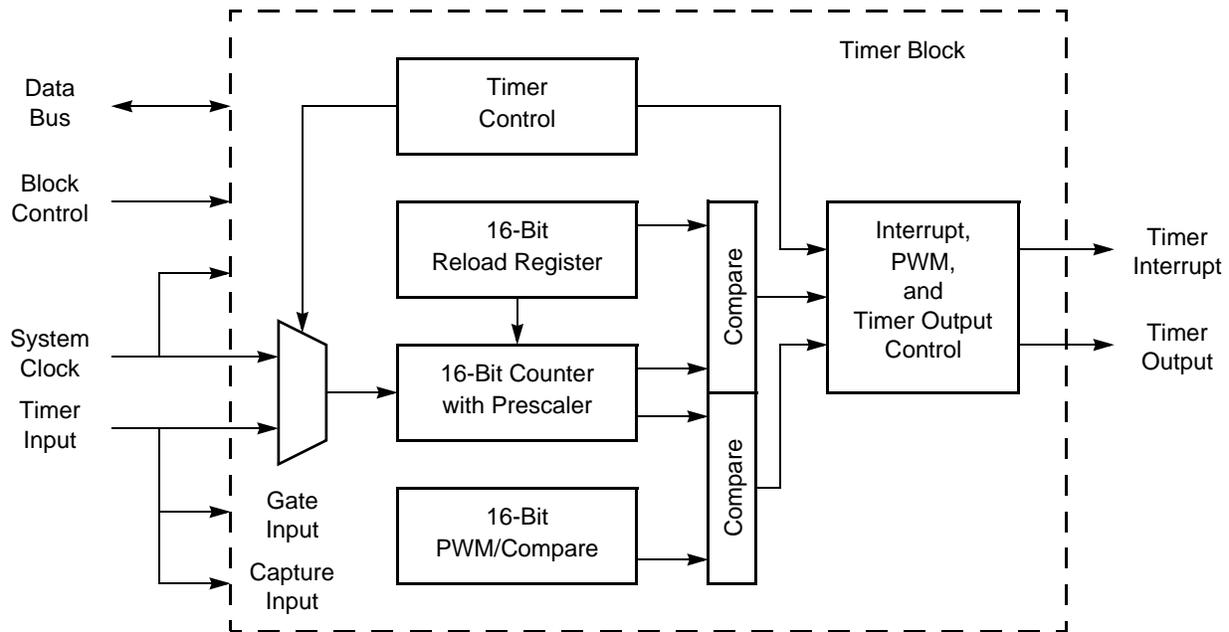 Timer Block
Data
Bus
Block
Control
System
Clock
Timer
Input
Gate
Input
Capture
Input
Timer
Control
16-Bit
Reload Register
16-Bit Counter
with Prescaler
16-Bit
PWM/Compare
Compare
Compare
Interrupt,
PWM,
and
Timer Output
Control
Timer
Interrupt
Timer
Output